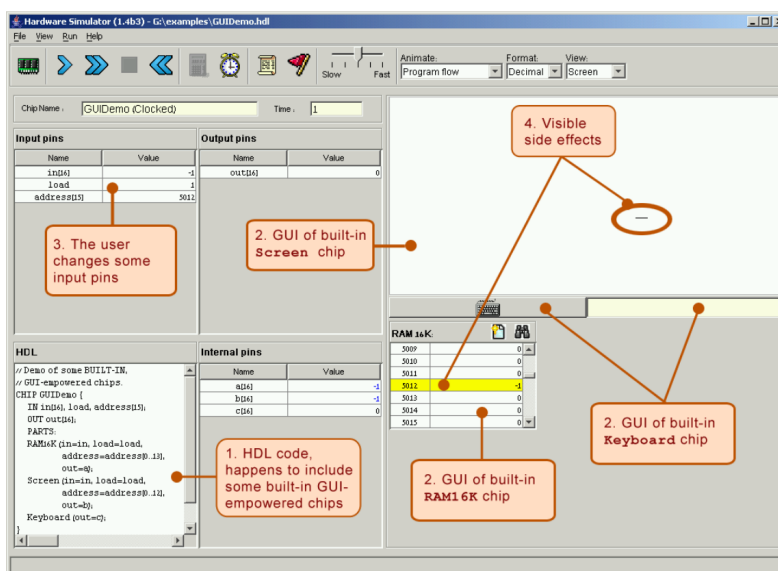 Hardware Simulator (1.4b3) - G:\examples\GUIDemo.hdl
File View Run Help
Slow Fast
Animate: Format: View:
Program flow Decimal Screen
Chip Name : GUIDemo (Clocked) Time : 1
Input pins Output pins
Name Value Name Value
in[16] -1 out[16] 0
load 1
address[15] 5012
3. The user
changes some
input pins
2. GUI of built-in
Screen chip
4. Visible
side effects
HDL
// Demo of some BUILT-IN,
// GUI-empowered chips.
CHIP GUIDemo {
IN in[16], load, address[15];
OUT out[16];
PARTS:
RAM16K (in=in, load=load,
address=address[0..13],
out=a);
Screen (in=in, load=load,
address=address[0..12],
out=b);
Keyboard (out=c);
}
Internal pins
Name Value
a[16] -1
b[16] -1
c[16] 0
1. HDL code,
happens to include
some built-in GUI-
empowered chips
RAM 16K:
5009 0
5010 0
5011 0
5012 -1
5013 0
5014 0
5015 0
2. GUI of built-in
RAM16K chip
2. GUI of built-in
Keyboard chip